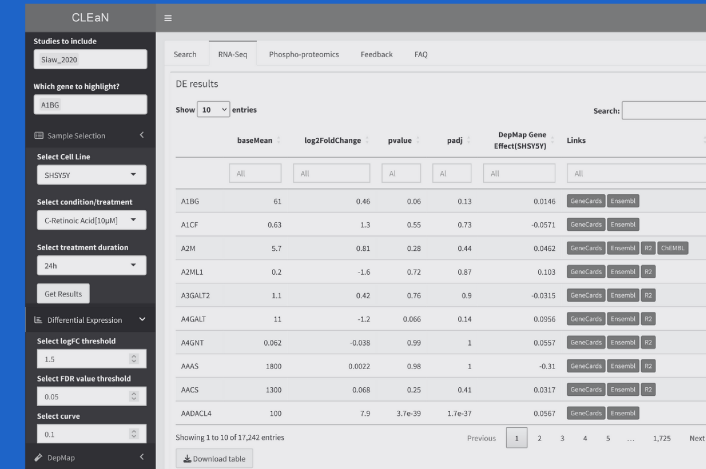 CLEaN
Studies to include
Siaw_2020
Which gene to highlight?
A1BG
Sample Selection
Select Cell Line
SHSY5Y
Select condition/treatment
C-Retinoic Acid[10μM]
Select treatment duration
24h
Get Results
Differential Expression
Select logFC threshold
1.5
Select FDR value threshold
0.05
Select curve
0.1
DepMap
Search RNA-Seq Phospho-proteomics Feedback FAQ
DE results
Show 10 entries Search:
baseMean log2FoldChange pvalue padj DepMap Gene Effect(SHSY5Y) Links
All All Al Al All All
A1BG 61 0.46 0.06 0.13 0.0146 GeneCards Ensembl
A1CF 0.63 1.3 0.55 0.73 -0.0571 GeneCards Ensembl
A2M 5.7 0.81 0.28 0.44 0.0462 GeneCards Ensembl R2 ChEMBL
A2ML1 0.2 -1.6 0.72 0.87 0.103 GeneCards Ensembl R2
A3GALT2 1.1 0.42 0.76 0.9 -0.0315 GeneCards Ensembl R2
A4GALT 11 -1.2 0.066 0.14 0.0956 GeneCards Ensembl R2
A4GNT 0.062 -0.038 0.99 1 0.0557 GeneCards Ensembl R2
AAAS 1800 0.0022 0.98 1 -0.31 GeneCards Ensembl R2
AACS 1300 0.068 0.25 0.41 0.0317 GeneCards Ensembl R2
AADACL4 100 7.9 3.7e-39 1.7e-37 0.0567 GeneCards Ensembl R2
Showing 1 to 10 of 17,242 entries Previous 1 2 3 4 5 ... 1,725 Next
Download table